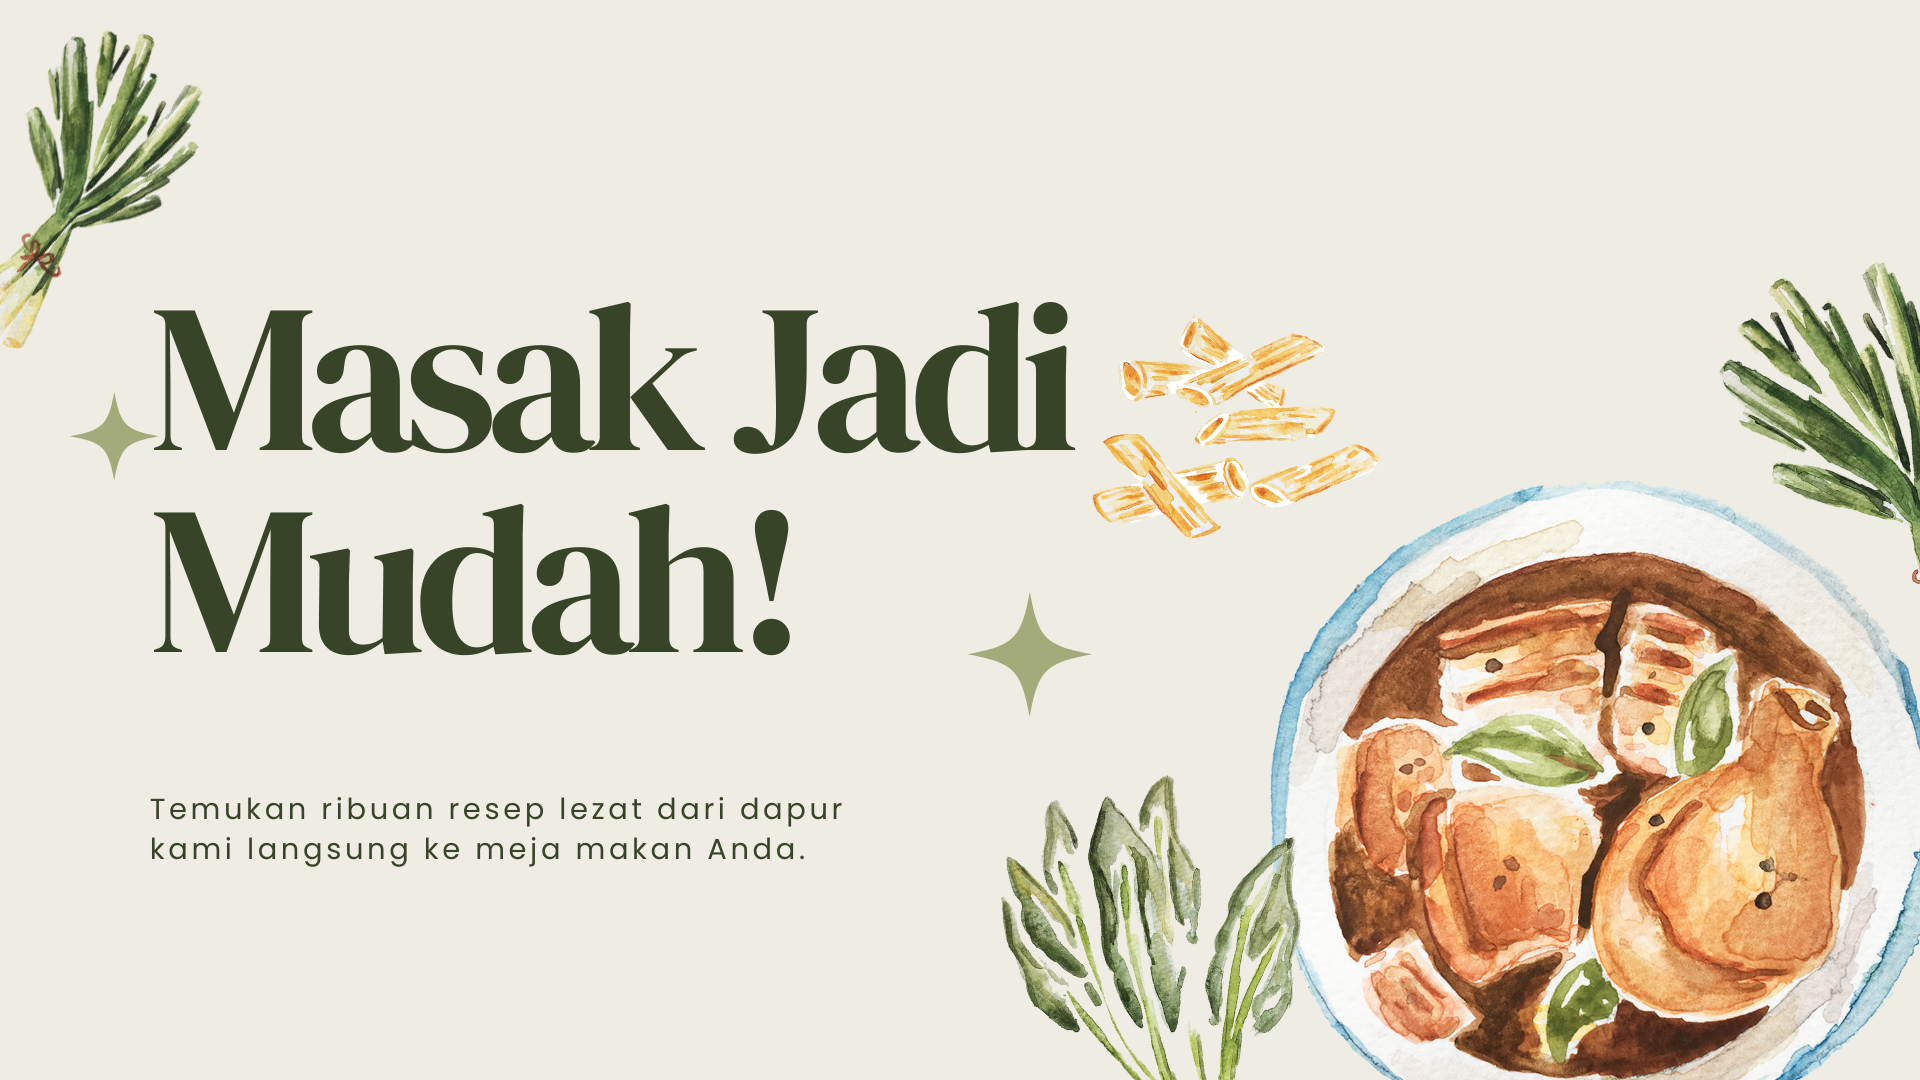 Masak Jadi
Mudah!
Temukan ribuan resep lezat dari dapur
kami langsung ke meja makan Anda.